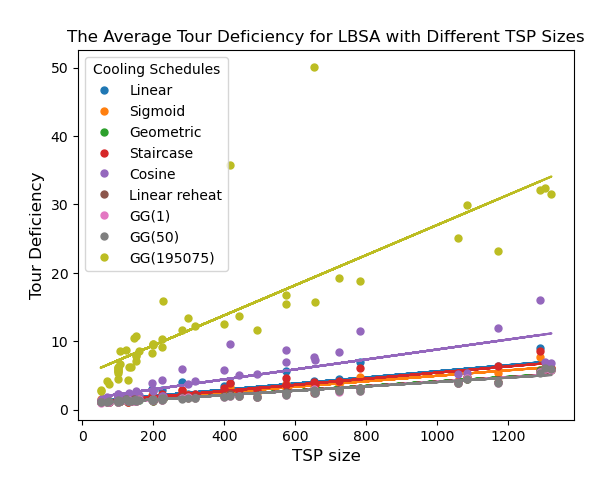 The Average Tour Deficiency for LBSA with Different TSP Sizes
Cooling Schedules
Linear
Sigmoid
Geometric
Staircase
Cosine
Linear reheat
GG(1)
GG(50)
GG(195075)
Tour Deficiency
50
40
30
20
10
0
0 200 400 600 800 1000 1200
TSP size